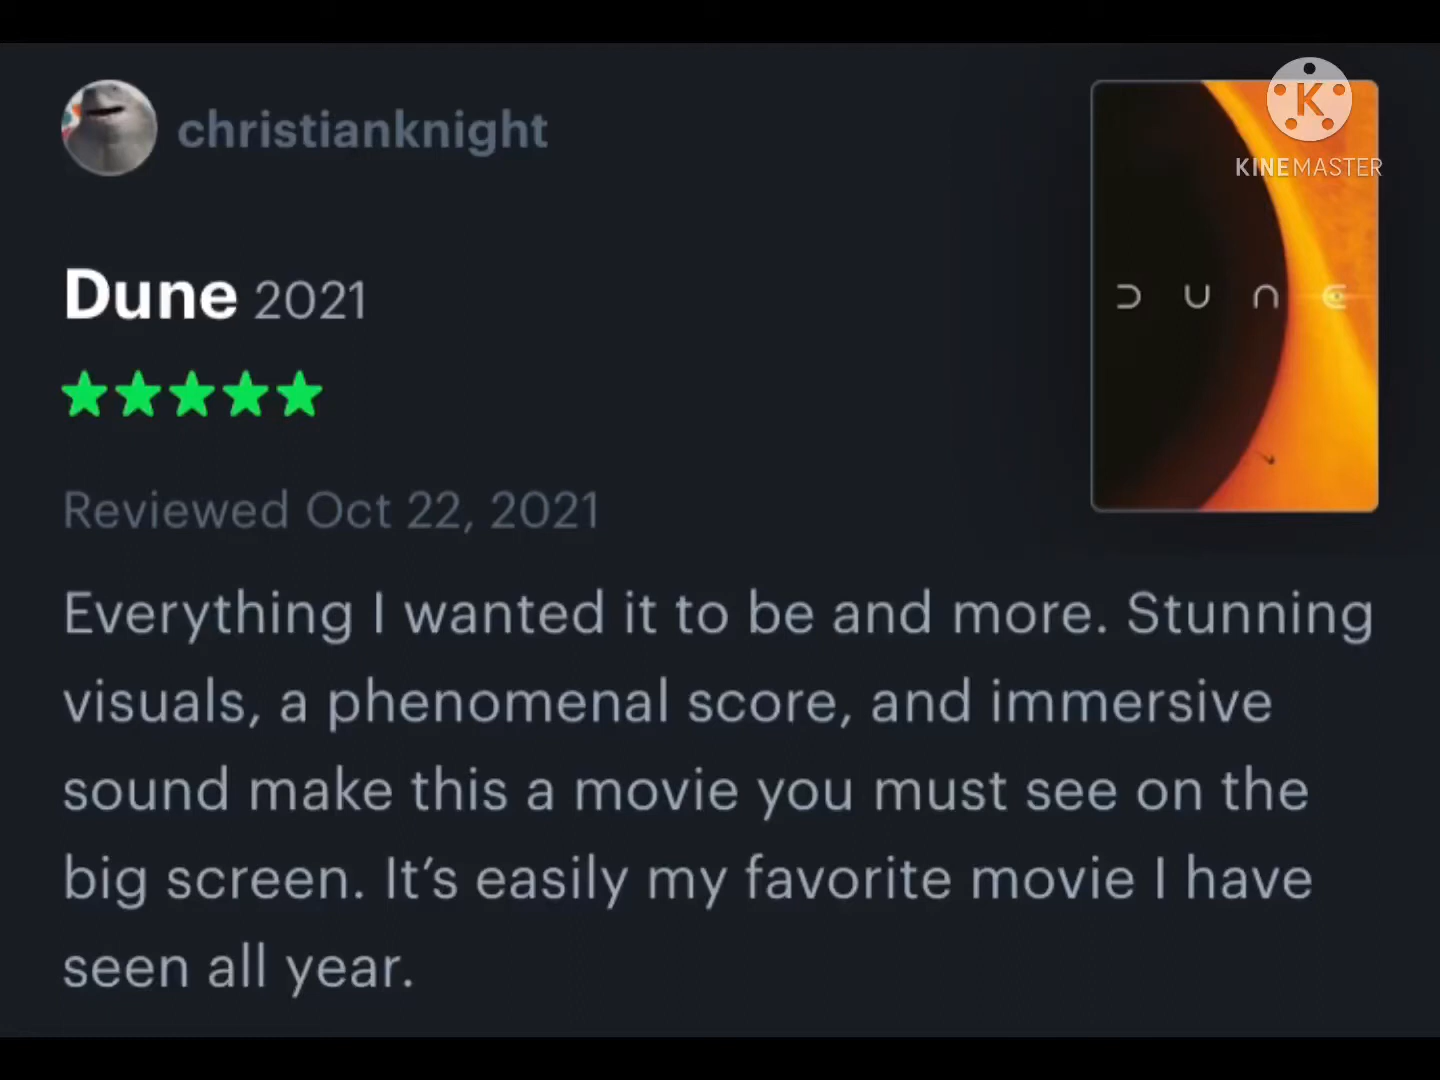 christianknight
K
KINEMASTER
Dune 2021
DUNE
Reviewed Oct 22, 2021
Everything I wanted it to be and more. Stunning
visuals, a phenomenal score, and immersive
sound make this a movie you must see on the
big screen. It’s easily my favorite movie I have
seen all year.